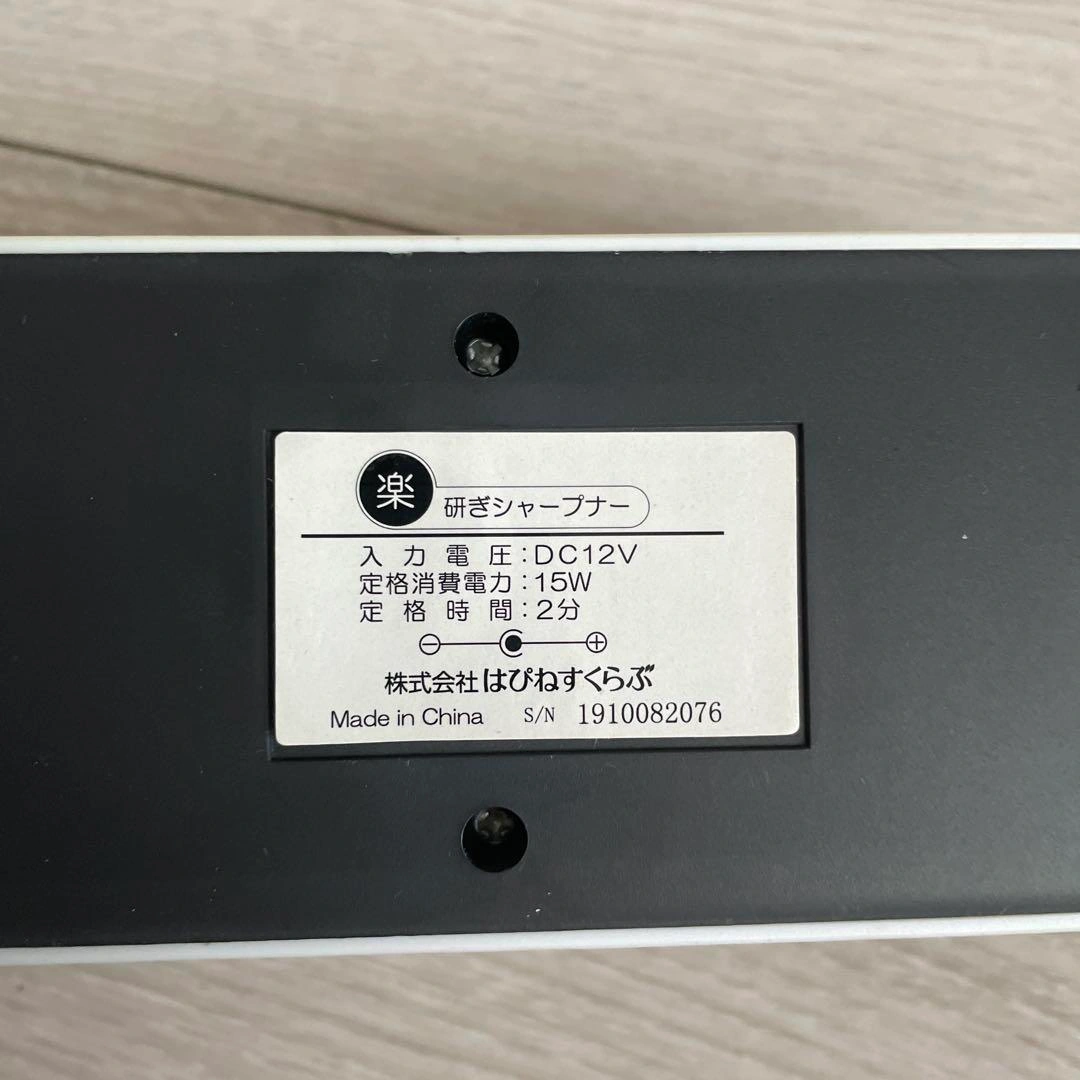 楽 研ぎシャープナー
入力電圧:DC12V
定格消費電力:15W
定格時間:2分
⊖ ⊕
株式会社はぴねすくらぶ
Made in China S/N 1910082076